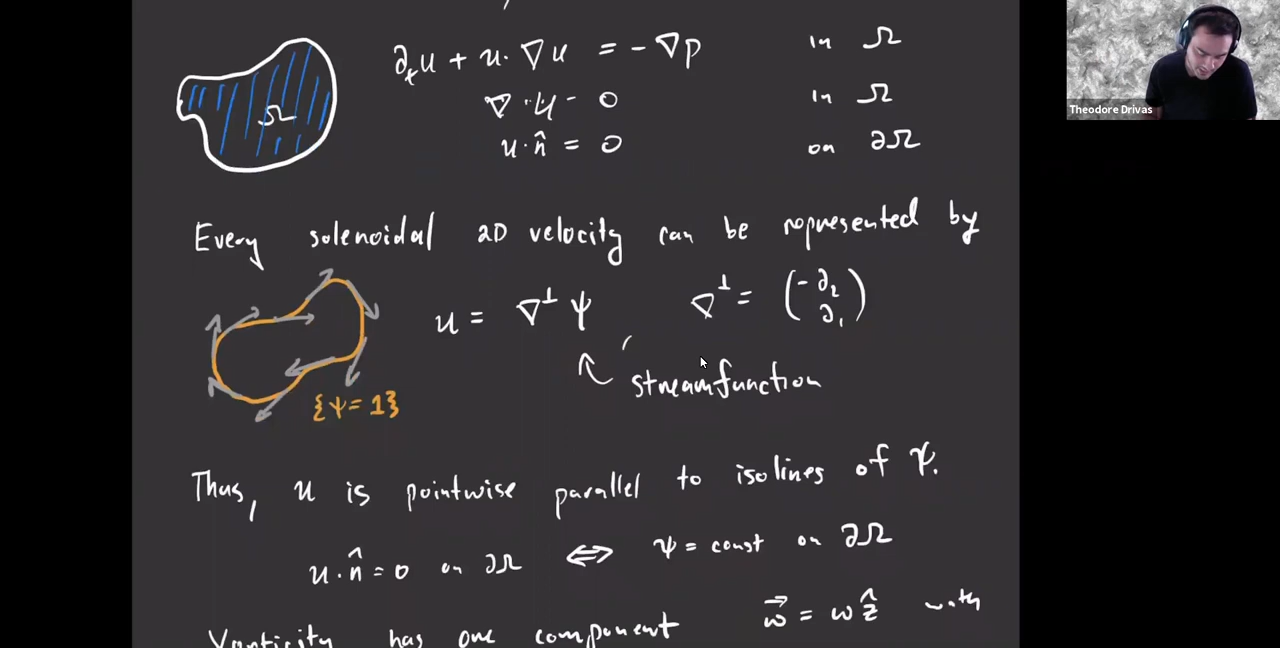 ∂ₜu + u·∇u = -∇p in Ω
∇·u = 0 in Ω
u·n̂ = 0 on ∂Ω
Ω
Theodore Drivas
Every solenoidal 2D velocity can be represented by
u = ∇^⊥ ψ ∇^⊥ = (-∂₂ ∂₁)
streamfunction
{ψ = 1}
Thus, u is pointwise parallel to isolines of ψ.
u·n̂ = 0 on ∂Ω ⟺ ψ = const on ∂Ω
Vorticity has one component ω⃗ = ωẑ with